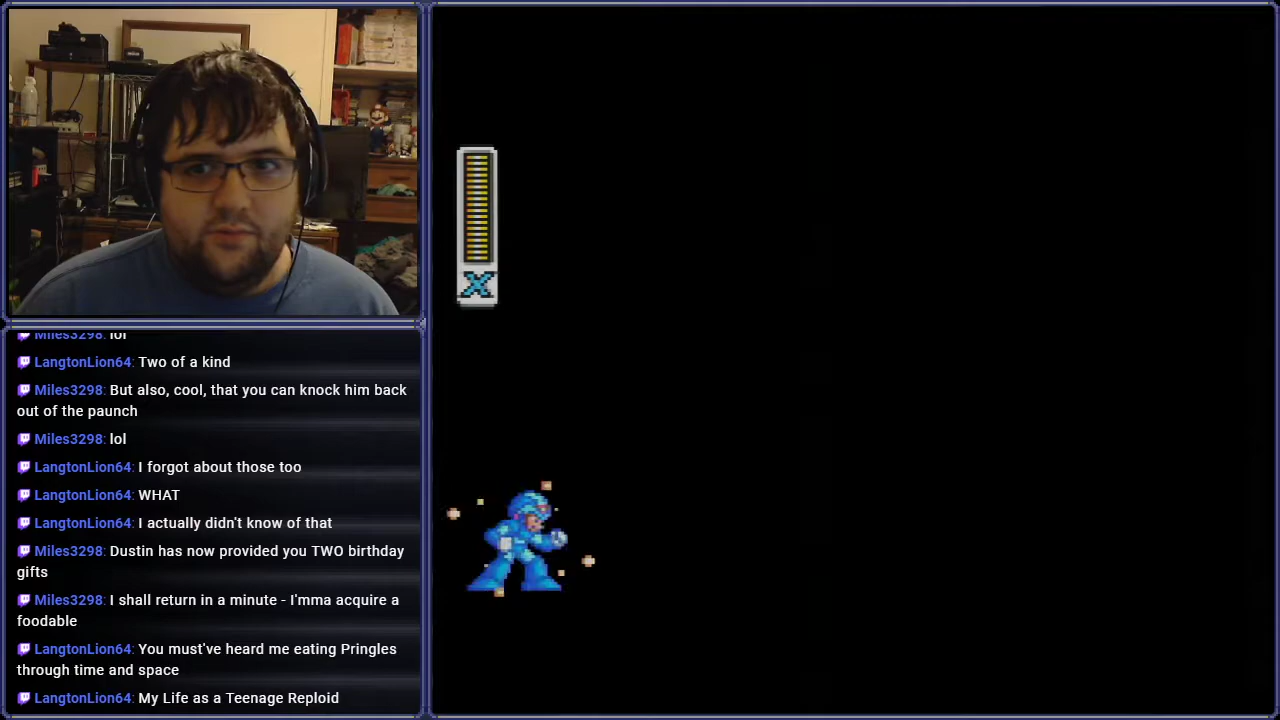 Miles3298: lol
LangtonLion64: Two of a kind
Miles3298: But also, cool, that you can knock him back
out of the paunch
Miles3298: lol
LangtonLion64: I forgot about those too
LangtonLion64: WHAT
LangtonLion64: I actually didn't know of that
Miles3298: Dustin has now provided you TWO birthday
gifts
Miles3298: I shall return in a minute - I'mma acquire a
foodable
LangtonLion64: You must've heard me eating Pringles
through time and space
LangtonLion64: My Life as a Teenage Reploid
X